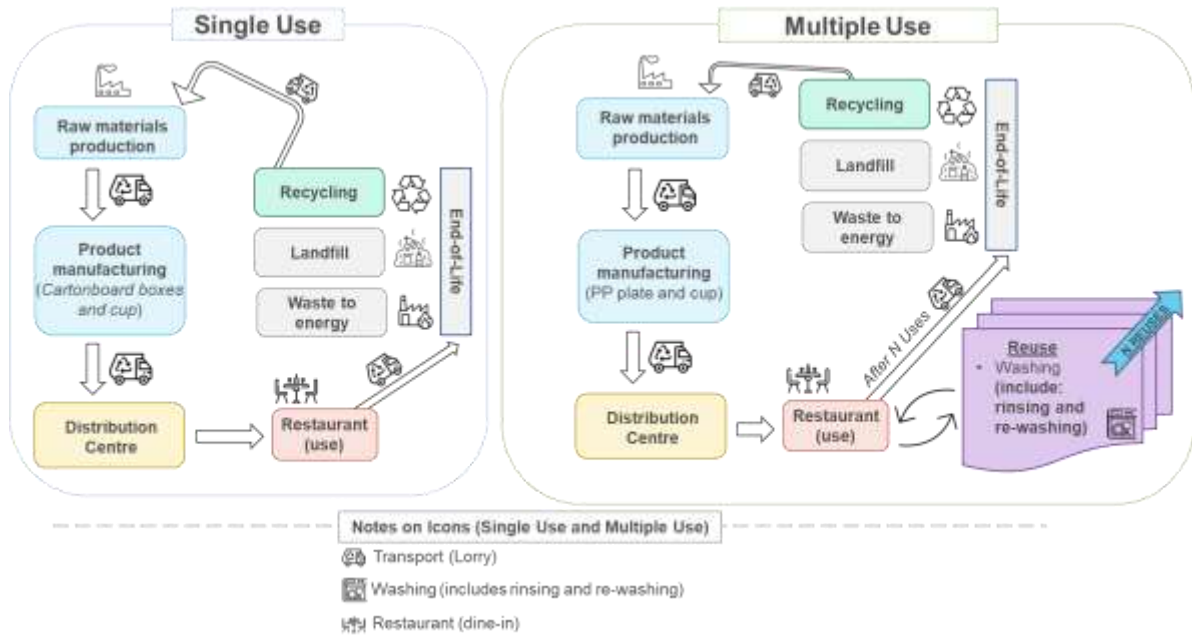 Single Use
Raw materials
production
Product
manufacturing
(Cartonboard boxes
and cup)
Distribution
Centre
Restaurant
(use)
Recycling
Landfill
Waste to
energy
End-of-Life
Multiple Use
Raw materials
production
Product
manufacturing
(PP plate and cup)
Distribution
Centre
Restaurant
(use)
After N Uses
Recycling
Landfill
Waste to
energy
End-of-Life
N REUSES
Reuse
• Washing
(include:
rinsing and
re-washing)
Notes on Icons (Single Use and Multiple Use)
Transport (Lorry)
Washing (includes rinsing and re-washing)
Restaurant (dine-in)